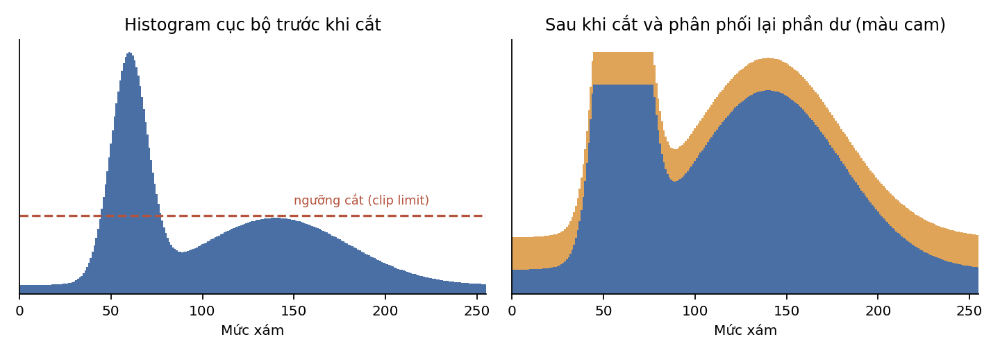 Histogram cục bộ trước khi cắt
ngưỡng cắt (clip limit)
0 50 100 150 200 250
Mức xám
Sau khi cắt và phân phối lại phần dư (màu cam)
0 50 100 150 200 250
Mức xám